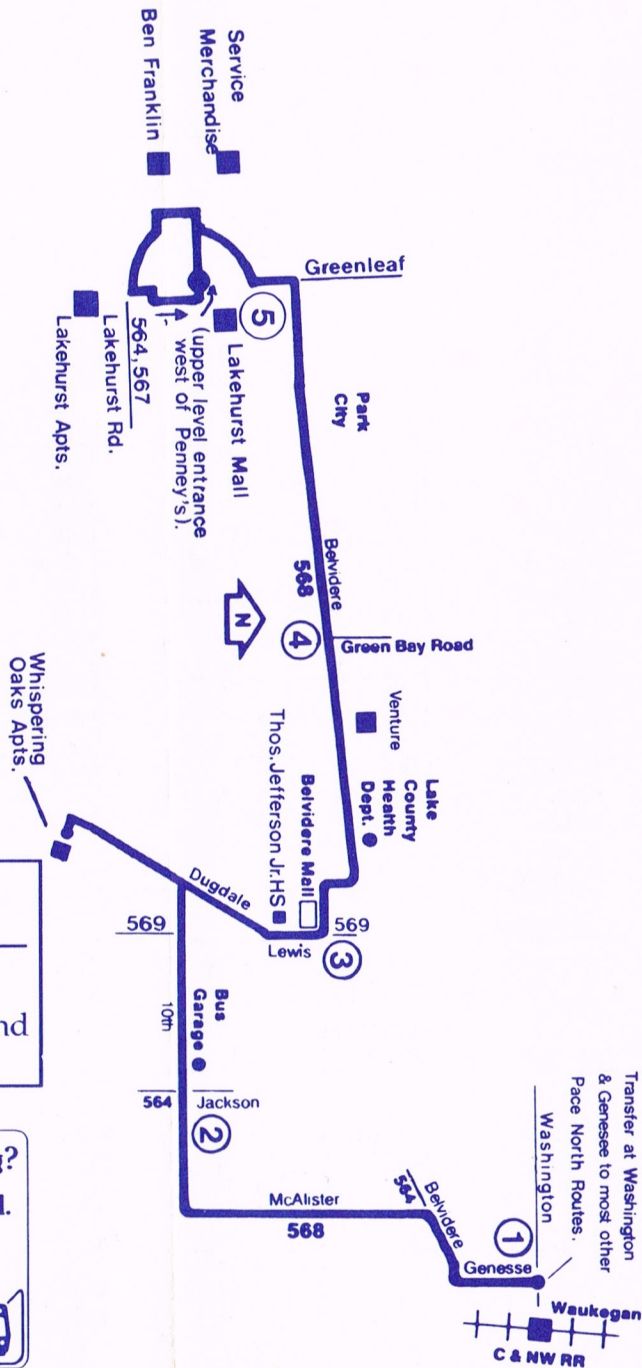 Service
Merchandise
Ben Franklin
Greenleaf
5
Lakehurst Mall
(upper level entrance
west of Penney's).
564,567
Lakehurst Rd.
Lakehurst Apts.
Park
City
Belvidere
568
N
4
Green Bay Road
Venture
Lake
County
Health
Dept.
Belvidere Mall
Thos. Jefferson Jr.HS
569
3
Lewis
Dugdale
Whispering
Oaks Apts.
569
10th
Bus
Garage
564
Jackson
2
McAlister
568
564
Belvidere
Genesse
1
Washington
Transfer at Washington
& Genesee to most other
Pace North Routes.
Waukegan
C & NW RR
nd
?.